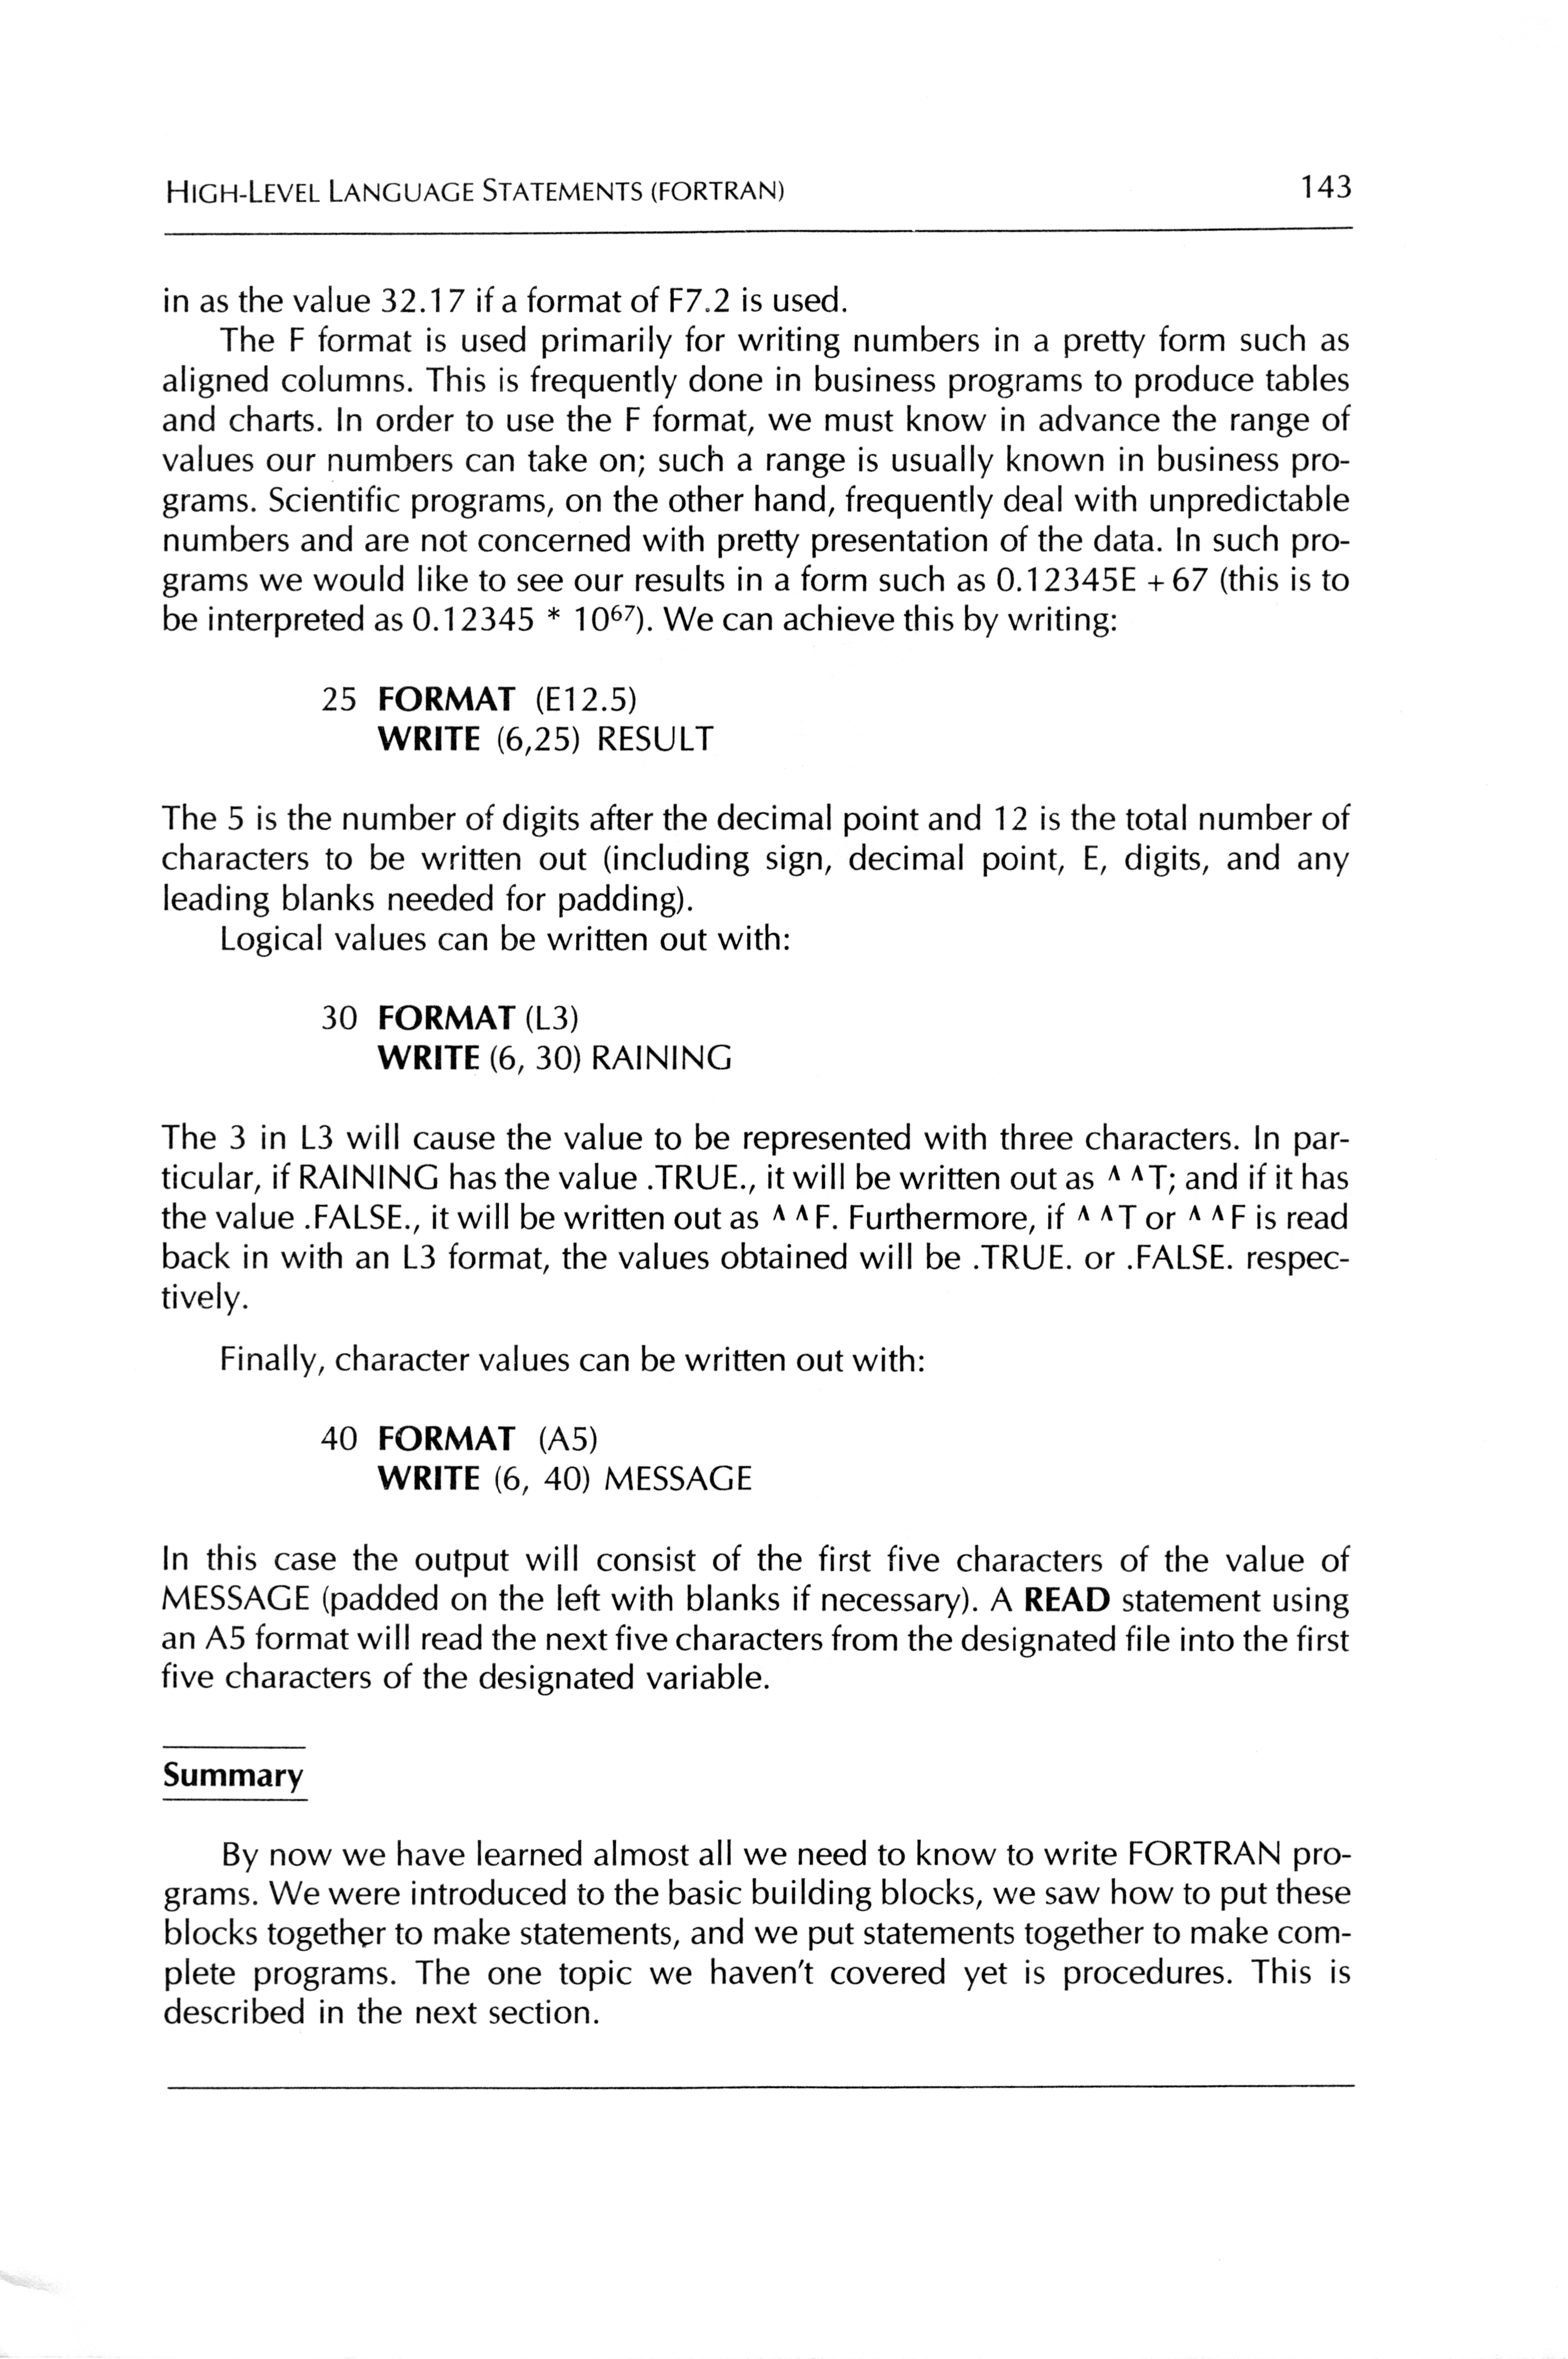 HIGH-LEVEL LANGUAGE STATEMENTS (FORTRAN) 143
in as the value 32.17 if a format of F7.2 is used.
The F format is used primarily for writing numbers in a pretty form such as
aligned columns. This is frequently done in business programs to produce tables
and charts. In order to use the F format, we must know in advance the range of
values our numbers can take on; such a range is usually known in business pro-
grams. Scientific programs, on the other hand, frequently deal with unpredictable
numbers and are not concerned with pretty presentation of the data. In such pro-
grams we would like to see our results in a form such as 0.12345E + 67 (this is to
be interpreted as 0.12345 * 10⁶⁷). We can achieve this by writing:
25 FORMAT (E12.5)
WRITE (6,25) RESULT
The 5 is the number of digits after the decimal point and 12 is the total number of
characters to be written out (including sign, decimal point, E, digits, and any
leading blanks needed for padding).
Logical values can be written out with:
30 FORMAT (L3)
WRITE (6, 30) RAINING
The 3 in L3 will cause the value to be represented with three characters. In par-
ticular, if RAINING has the value .TRUE., it will be written out as ^ ^T; and if it has
the value .FALSE., it will be written out as ^ ^F. Furthermore, if ^ ^T or ^ ^F is read
back in with an L3 format, the values obtained will be .TRUE. or .FALSE. respec-
tively.
Finally, character values can be written out with:
40 FORMAT (A5)
WRITE (6, 40) MESSAGE
In this case the output will consist of the first five characters of the value of
MESSAGE (padded on the left with blanks if necessary). A READ statement using
an A5 format will read the next five characters from the designated file into the first
five characters of the designated variable.
Summary
By now we have learned almost all we need to know to write FORTRAN pro-
grams. We were introduced to the basic building blocks, we saw how to put these
blocks together to make statements, and we put statements together to make com-
plete programs. The one topic we haven't covered yet is procedures. This is
described in the next section.